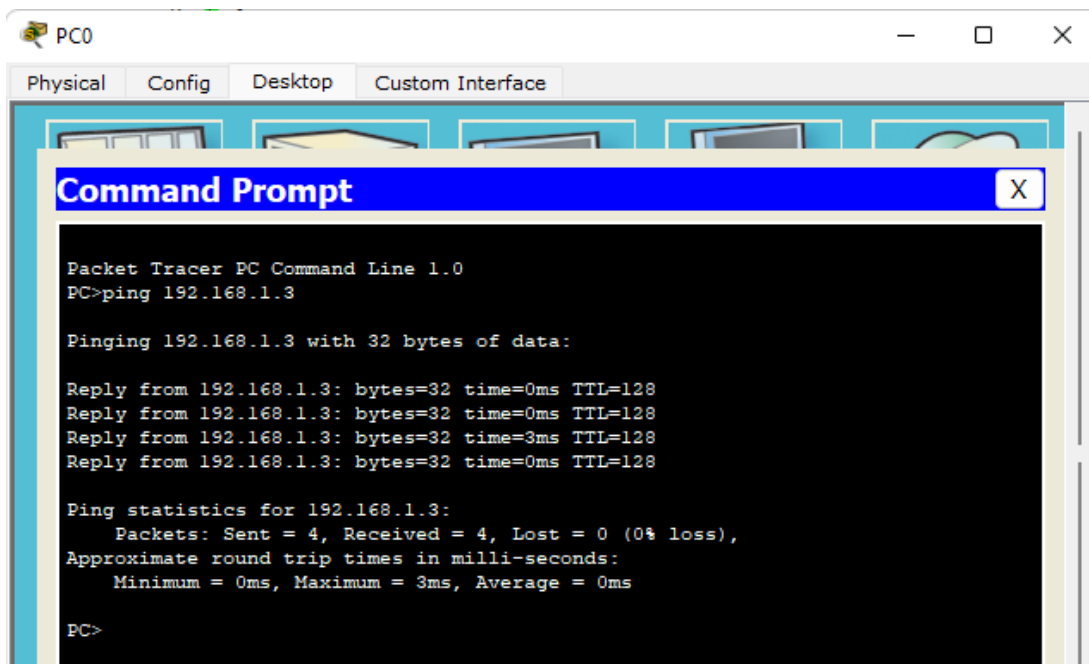 PC0
Physical Config Desktop Custom Interface
Command Prompt
X
Packet Tracer PC Command Line 1.0
PC>ping 192.168.1.3
Pinging 192.168.1.3 with 32 bytes of data:
Reply from 192.168.1.3: bytes=32 time=0ms TTL=128
Reply from 192.168.1.3: bytes=32 time=0ms TTL=128
Reply from 192.168.1.3: bytes=32 time=3ms TTL=128
Reply from 192.168.1.3: bytes=32 time=0ms TTL=128
Ping statistics for 192.168.1.3:
Packets: Sent = 4, Received = 4, Lost = 0 (0% loss),
Approximate round trip times in milli-seconds:
Minimum = 0ms, Maximum = 3ms, Average = 0ms
PC>